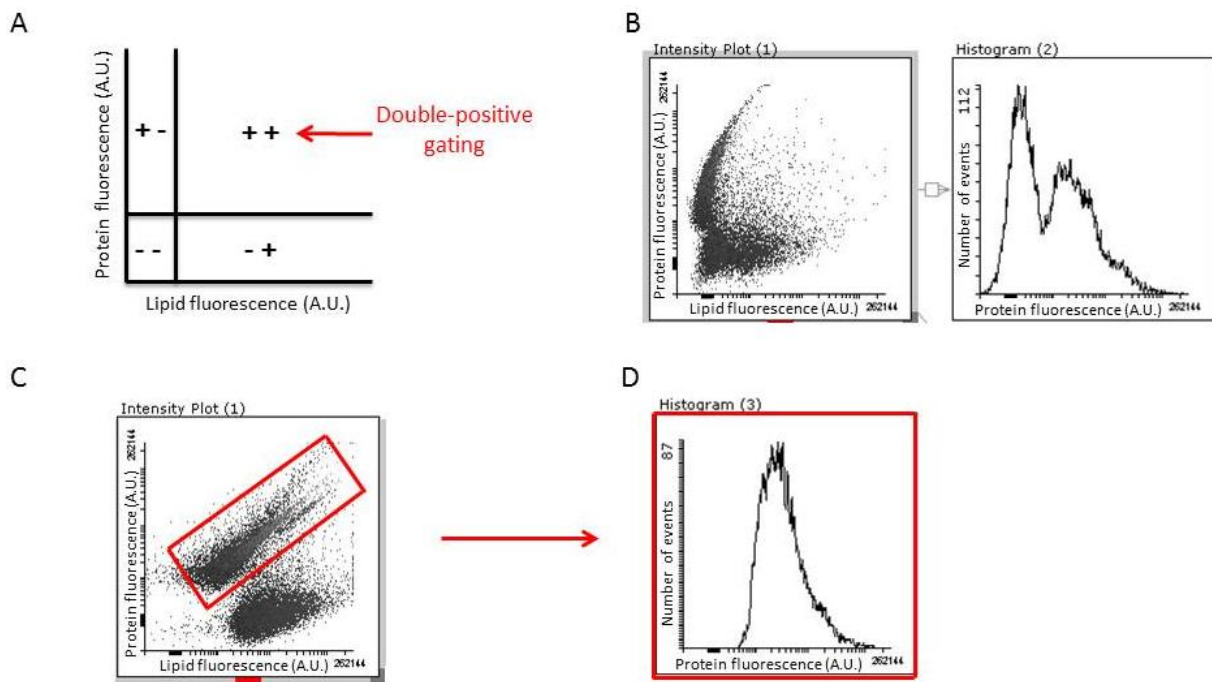 A
Protein fluorescence (A.U.)
+ -
+ +
- -
- +
Lipid fluorescence (A.U.)
Double-positive
gating
B
Intensity Plot (1)
262144
Protein fluorescence (A.U.)
Lipid fluorescence (A.U.)
262144
Histogram (2)
112
Number of events
Protein fluorescence (A.U.)
262144
C
Intensity Plot (1)
262144
Protein fluorescence (A.U.)
Lipid fluorescence (A.U.)
262144
D
Histogram (3)
87
Number of events
Protein fluorescence (A.U.)
262144